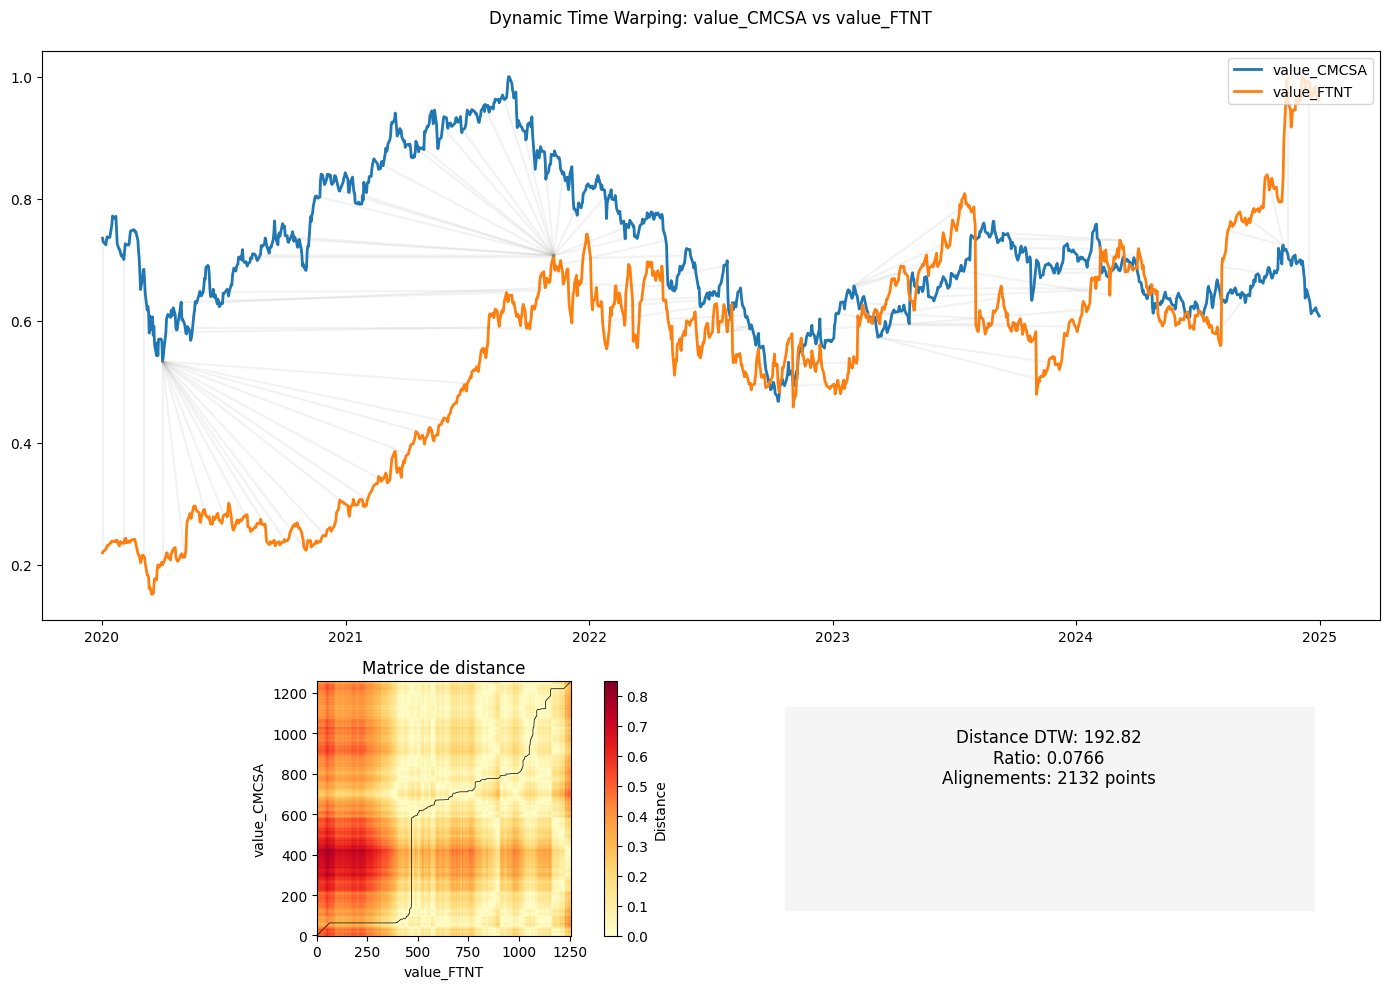 Dynamic Time Warping: value_CMCSA vs value_FTNT
value_CMCSA
value_FTNT
1.0
0.8
0.6
0.4
0.2
2020 2021 2022 2023 2024 2025
Matrice de distance
1200
1000
800
600
400
200
0
value_CMCSA
0 250 500 750 1000 1250
value_FTNT
0.8
0.7
0.6
0.5
0.4
0.3
0.2
0.1
0.0
Distance
Distance DTW: 192.82
Ratio: 0.0766
Alignements: 2132 points